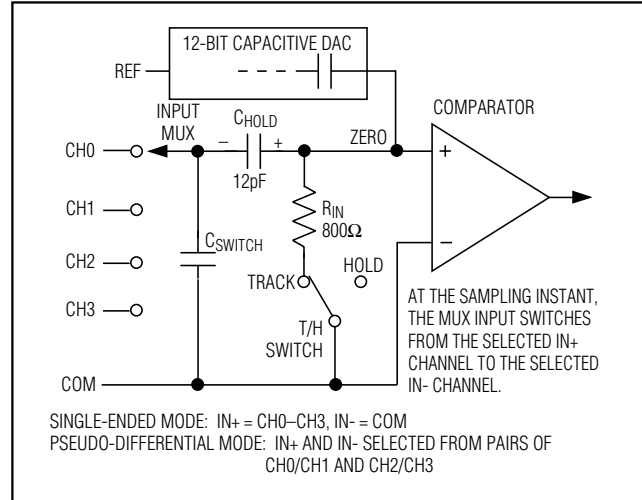 12-BIT CAPACITIVE DAC
REF
INPUT
MUX
CHOLD
12pF
ZERO
COMPARATOR
CH0
CH1
CH2
CH3
COM
CSWITCH
RIN
800Ω
TRACK
HOLD
T/H
SWITCH
AT THE SAMPLING INSTANT,
THE MUX INPUT SWITCHES
FROM THE SELECTED IN+
CHANNEL TO THE SELECTED
IN- CHANNEL.
SINGLE-ENDED MODE: IN+ = CH0–CH3, IN- = COM
PSEUDO-DIFFERENTIAL MODE: IN+ AND IN- SELECTED FROM PAIRS OF
CH0/CH1 AND CH2/CH3